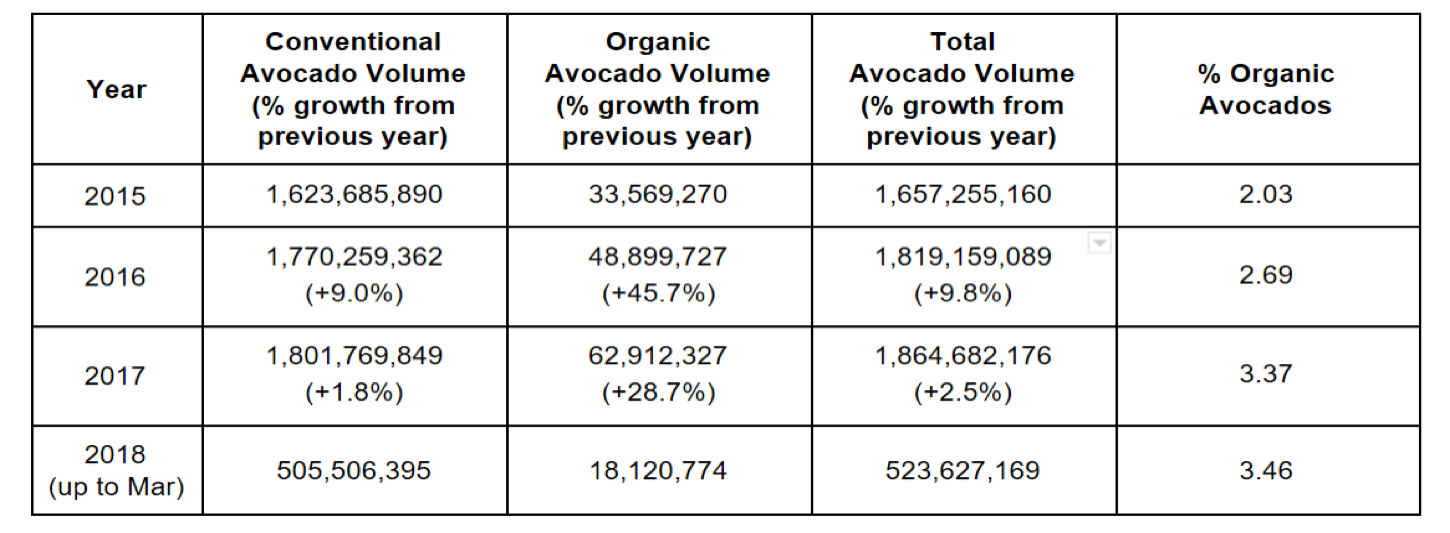 Year
Conventional
Avocado Volume
(% growth from
previous year)
Organic
Avocado Volume
(% growth from
previous year)
Total
Avocado Volume
(% growth from
previous year)
% Organic
Avocados
2015
1,623,685,890
33,569,270
1,657,255,160
2.03
2016
1,770,259,362
(+9.0%)
48,899,727
(+45.7%)
1,819,159,089
(+9.8%)
2.69
2017
1,801,769,849
(+1.8%)
62,912,327
(+28.7%)
1,864,682,176
(+2.5%)
3.37
2018
(up to Mar)
505,506,395
18,120,774
523,627,169
3.46